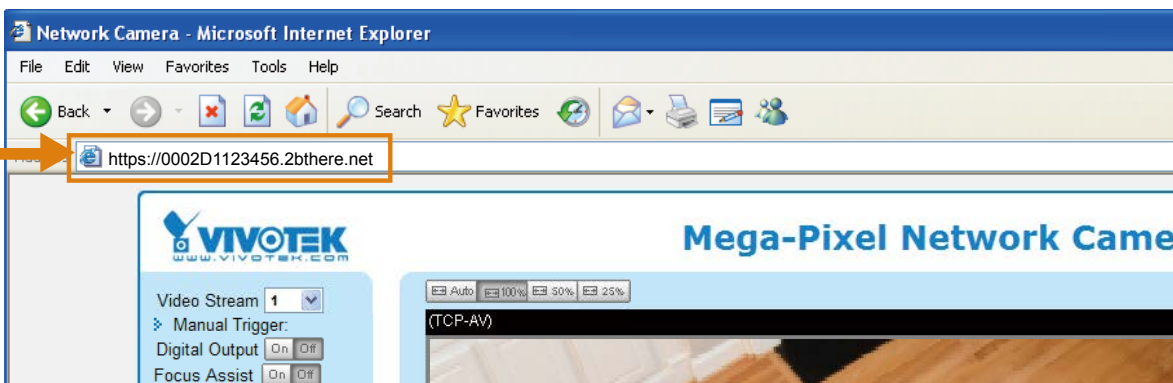 Network Camera - Microsoft Internet Explorer
File Edit View Favorites Tools Help
Back Search Favorites
https://0002D1123456.2bthere.net
VIVOTEK
www.vivotek.com
Mega-Pixel Network Came
Auto 100% 50% 25%
Video Stream 1
(TCP-AV)
Manual Trigger:
Digital Output On Off
Focus Assist On Off